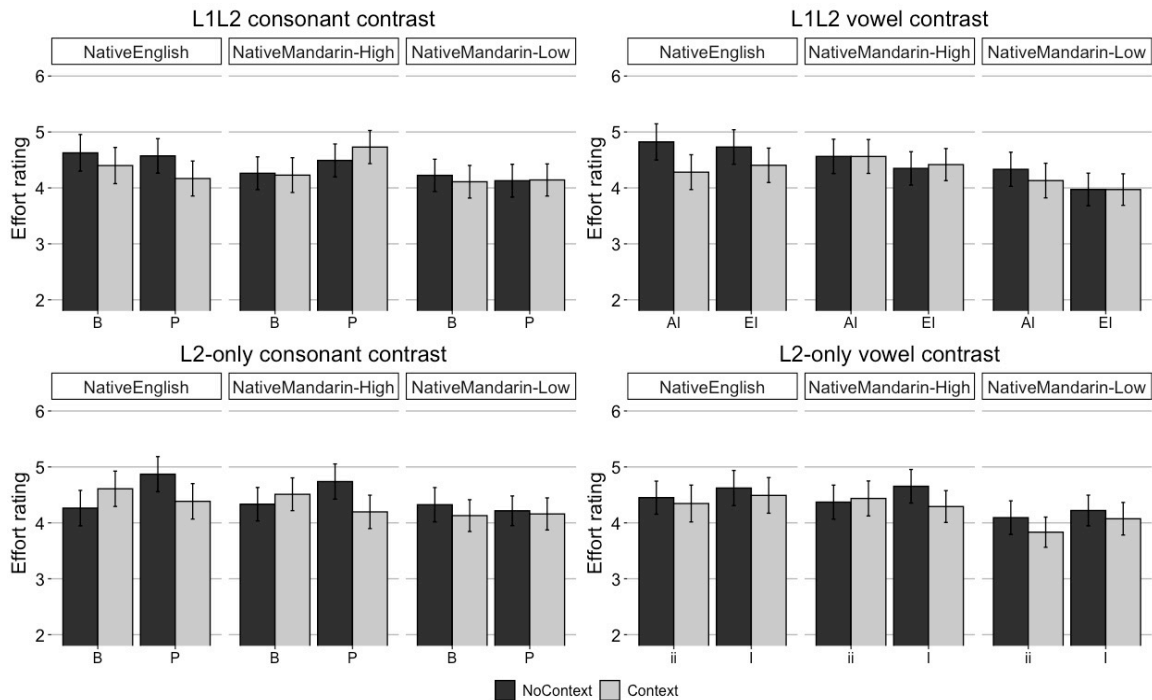 L1L2 consonant contrast
NativeEnglish NativeMandarin-High NativeMandarin-Low
Effort rating
6
5
4
3
2
B P B P B P
L1L2 vowel contrast
NativeEnglish NativeMandarin-High NativeMandarin-Low
Effort rating
6
5
4
3
2
AI EI AI EI AI EI
L2-only consonant contrast
NativeEnglish NativeMandarin-High NativeMandarin-Low
Effort rating
6
5
4
3
2
B P B P B P
L2-only vowel contrast
NativeEnglish NativeMandarin-High NativeMandarin-Low
Effort rating
6
5
4
3
2
ii I ii I ii I
NoContext Context